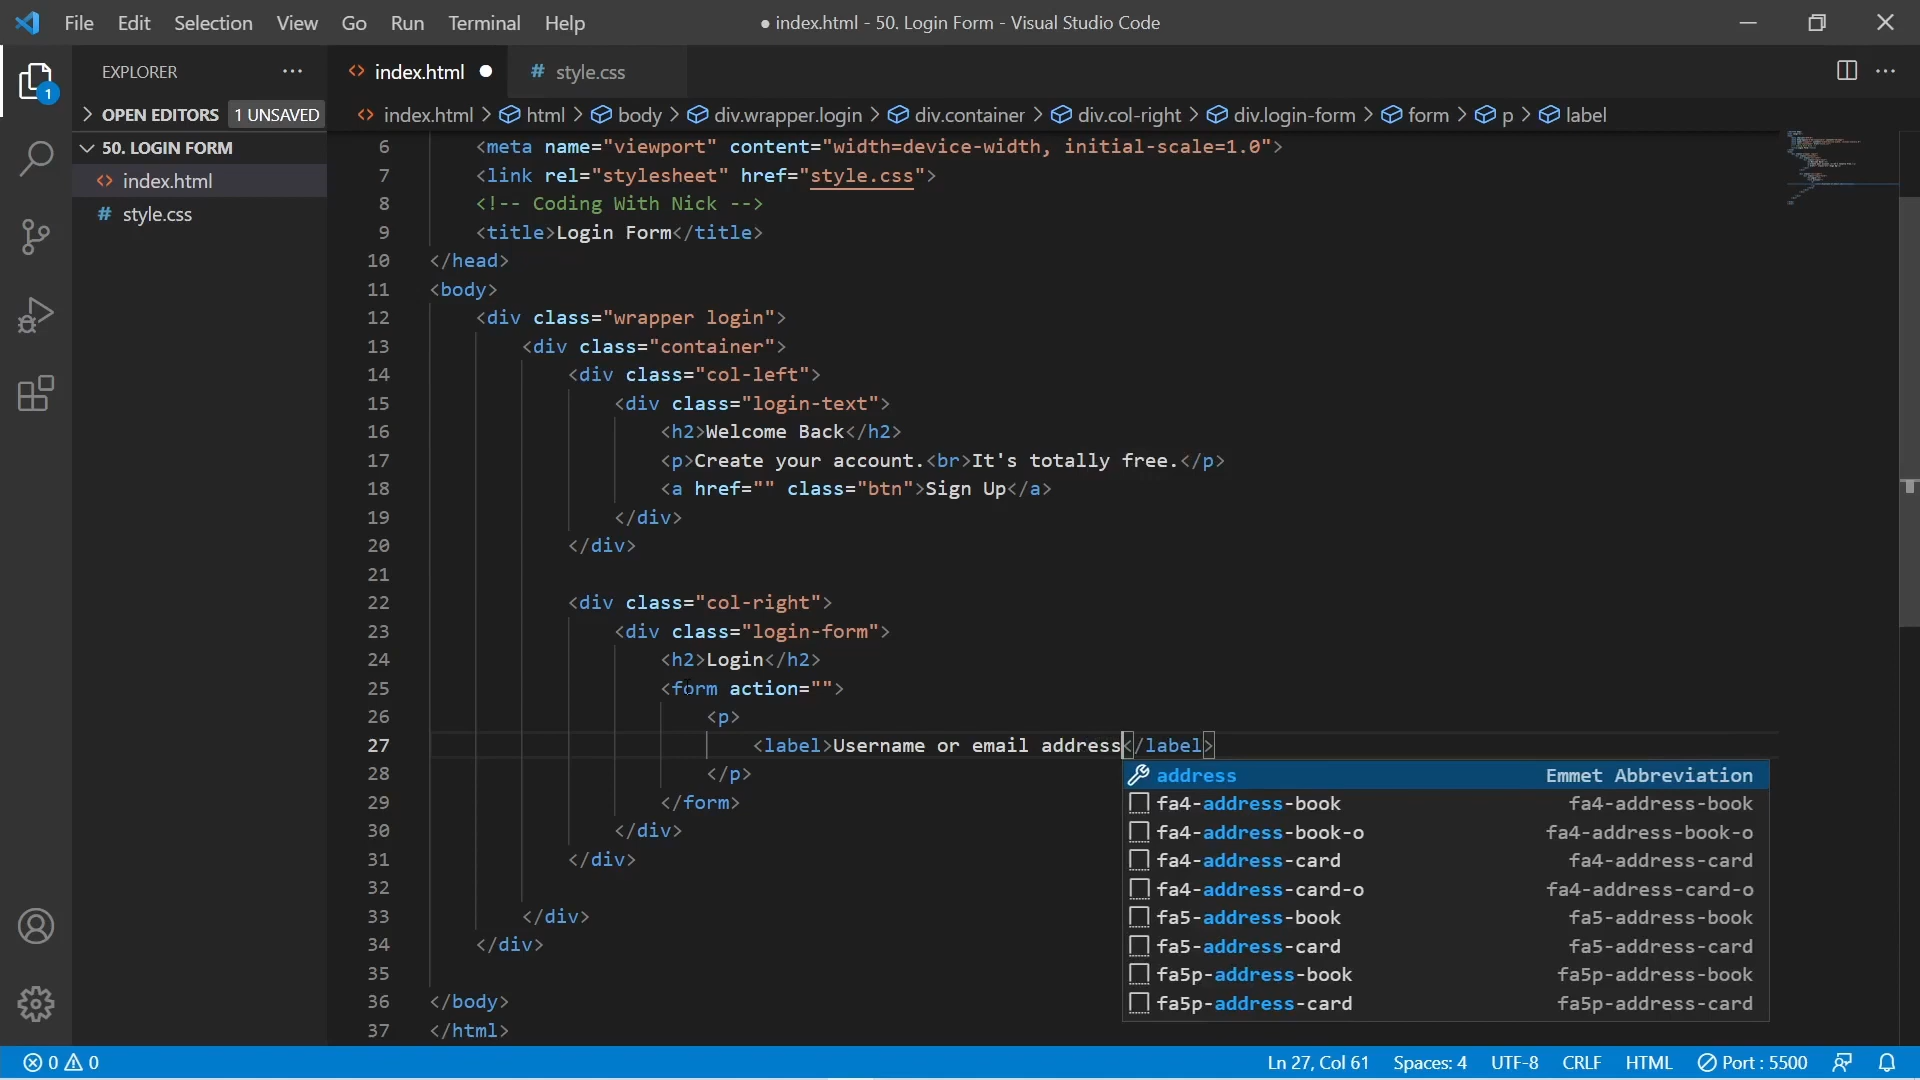 File Edit Selection View Go Run Terminal Help
● index.html - 50. Login Form - Visual Studio Code
EXPLORER
index.html
# style.css
1
OPEN EDITORS 1 UNSAVED
index.html > html > body > div.wrapper.login > div.container > div.col-right > div.login-form > form > p > label
50. LOGIN FORM
index.html
# style.css
6 <meta name="viewport" content="width=device-width, initial-scale=1.0">
7 <link rel="stylesheet" href="style.css">
8 <!-- Coding With Nick -->
9 <title>Login Form</title>
10 </head>
11 <body>
12 <div class="wrapper login">
13 <div class="container">
14 <div class="col-left">
15 <div class="login-text">
16 <h2>Welcome Back</h2>
17 <p>Create your account.<br>It's totally free.</p>
18 <a href="" class="btn">Sign Up</a>
19 </div>
20 </div>
21
22 <div class="col-right">
23 <div class="login-form">
24 <h2>Login</h2>
25 <form action="">
26 <p>
27 <label>Username or email address</label>
28 </p>
29 </form>
30 </div>
31 </div>
32
33 </div>
34 </div>
35
36 </body>
37 </html>
address Emmet Abbreviation
fa4-address-book fa4-address-book
fa4-address-book-o fa4-address-book-o
fa4-address-card fa4-address-card
fa4-address-card-o fa4-address-card-o
fa5-address-book fa5-address-book
fa5-address-card fa5-address-card
fa5p-address-book fa5p-address-book
fa5p-address-card fa5p-address-card
0 0
Ln 27, Col 61 Spaces: 4 UTF-8 CRLF HTML Port : 5500